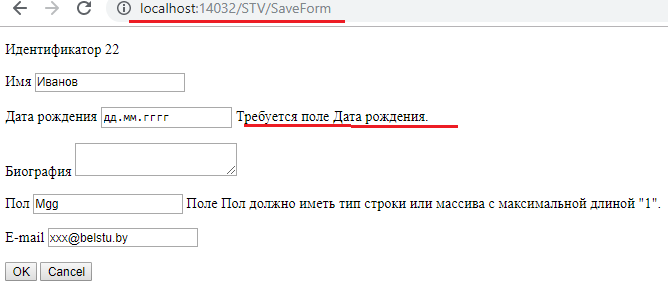 localhost:14032/STV/SaveForm
Идентификатор 22
Имя Иванов
Дата рождения дд.мм.гггг Требуется поле Дата рождения.
Биография
Пол Mgg Поле Пол должно иметь тип строки или массива с максимальной длиной "1".
E-mail xxx@belstu.by
OK Cancel